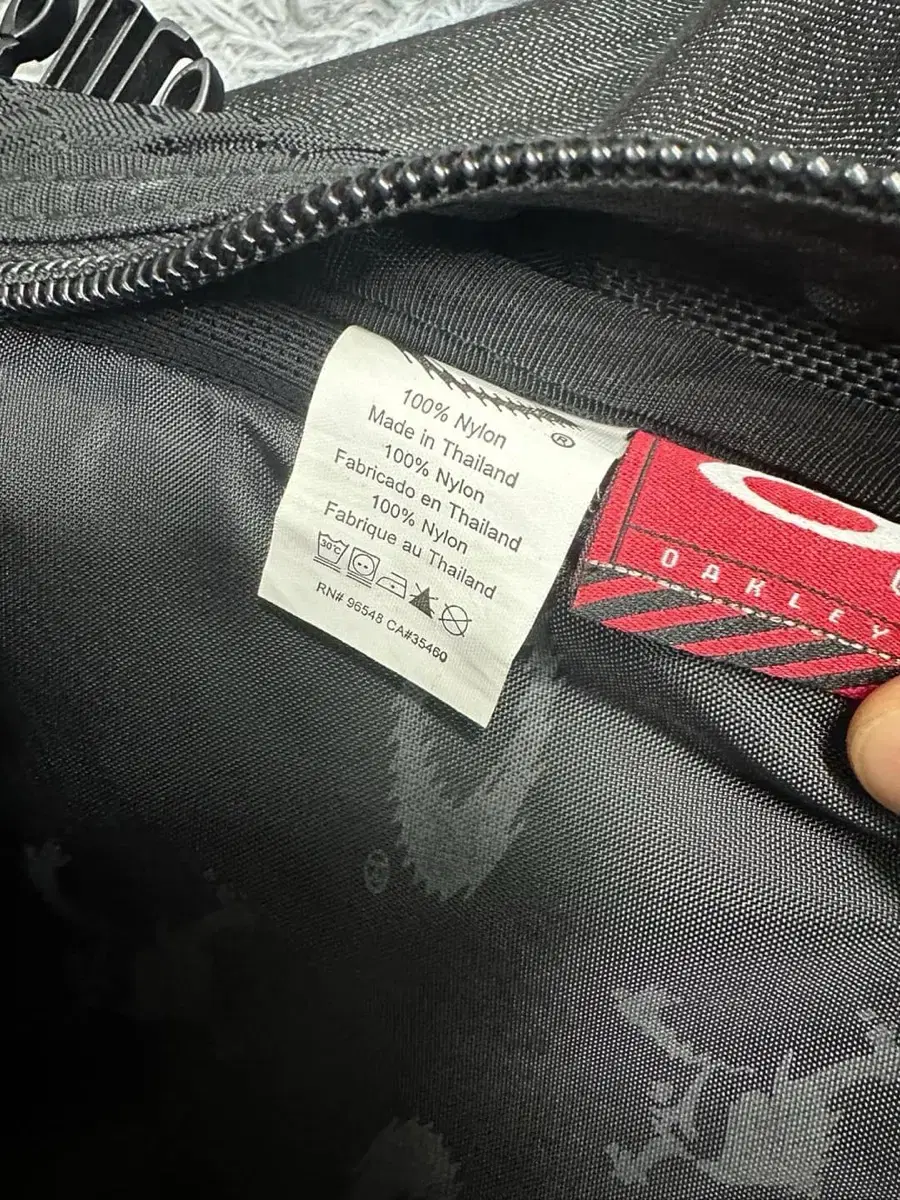 ®
100% Nylon
Made in Thailand
100% Nylon
Fabricado en Thailand
100% Nylon
Fabrique au Thailand
30°C
RN# 96548 CA#35460
OAKLEY